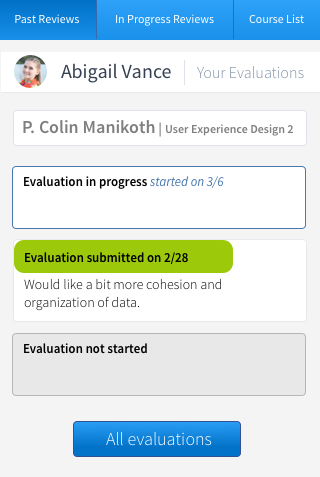 Past Reviews
In Progress Reviews
Course List
Abigail Vance
Your Evaluations
P. Colin Manikoth | User Experience Design 2
Evaluation in progress started on 3/6
Evaluation submitted on 2/28
Would like a bit more cohesion and
organization of data.
Evaluation not started
All evaluations